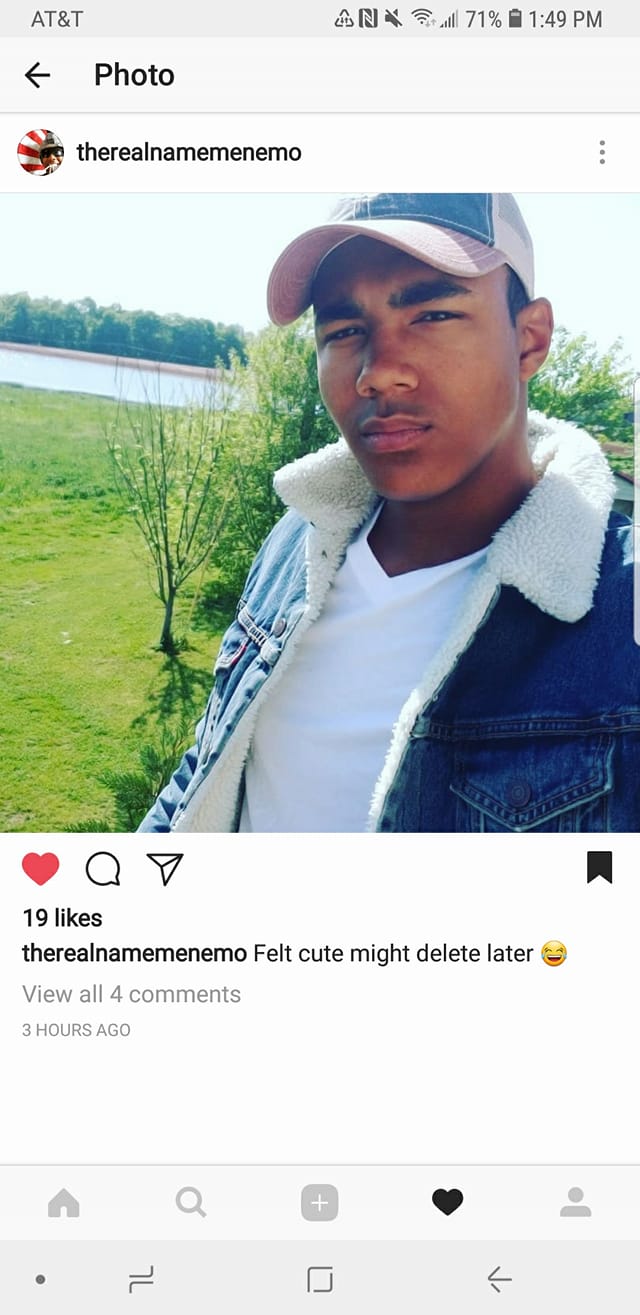 AT&T 71% 1:49 PM
Photo
therealnamemenemo
19 likes
therealnamemenemo Felt cute might delete later 😂
View all 4 comments
3 HOURS AGO